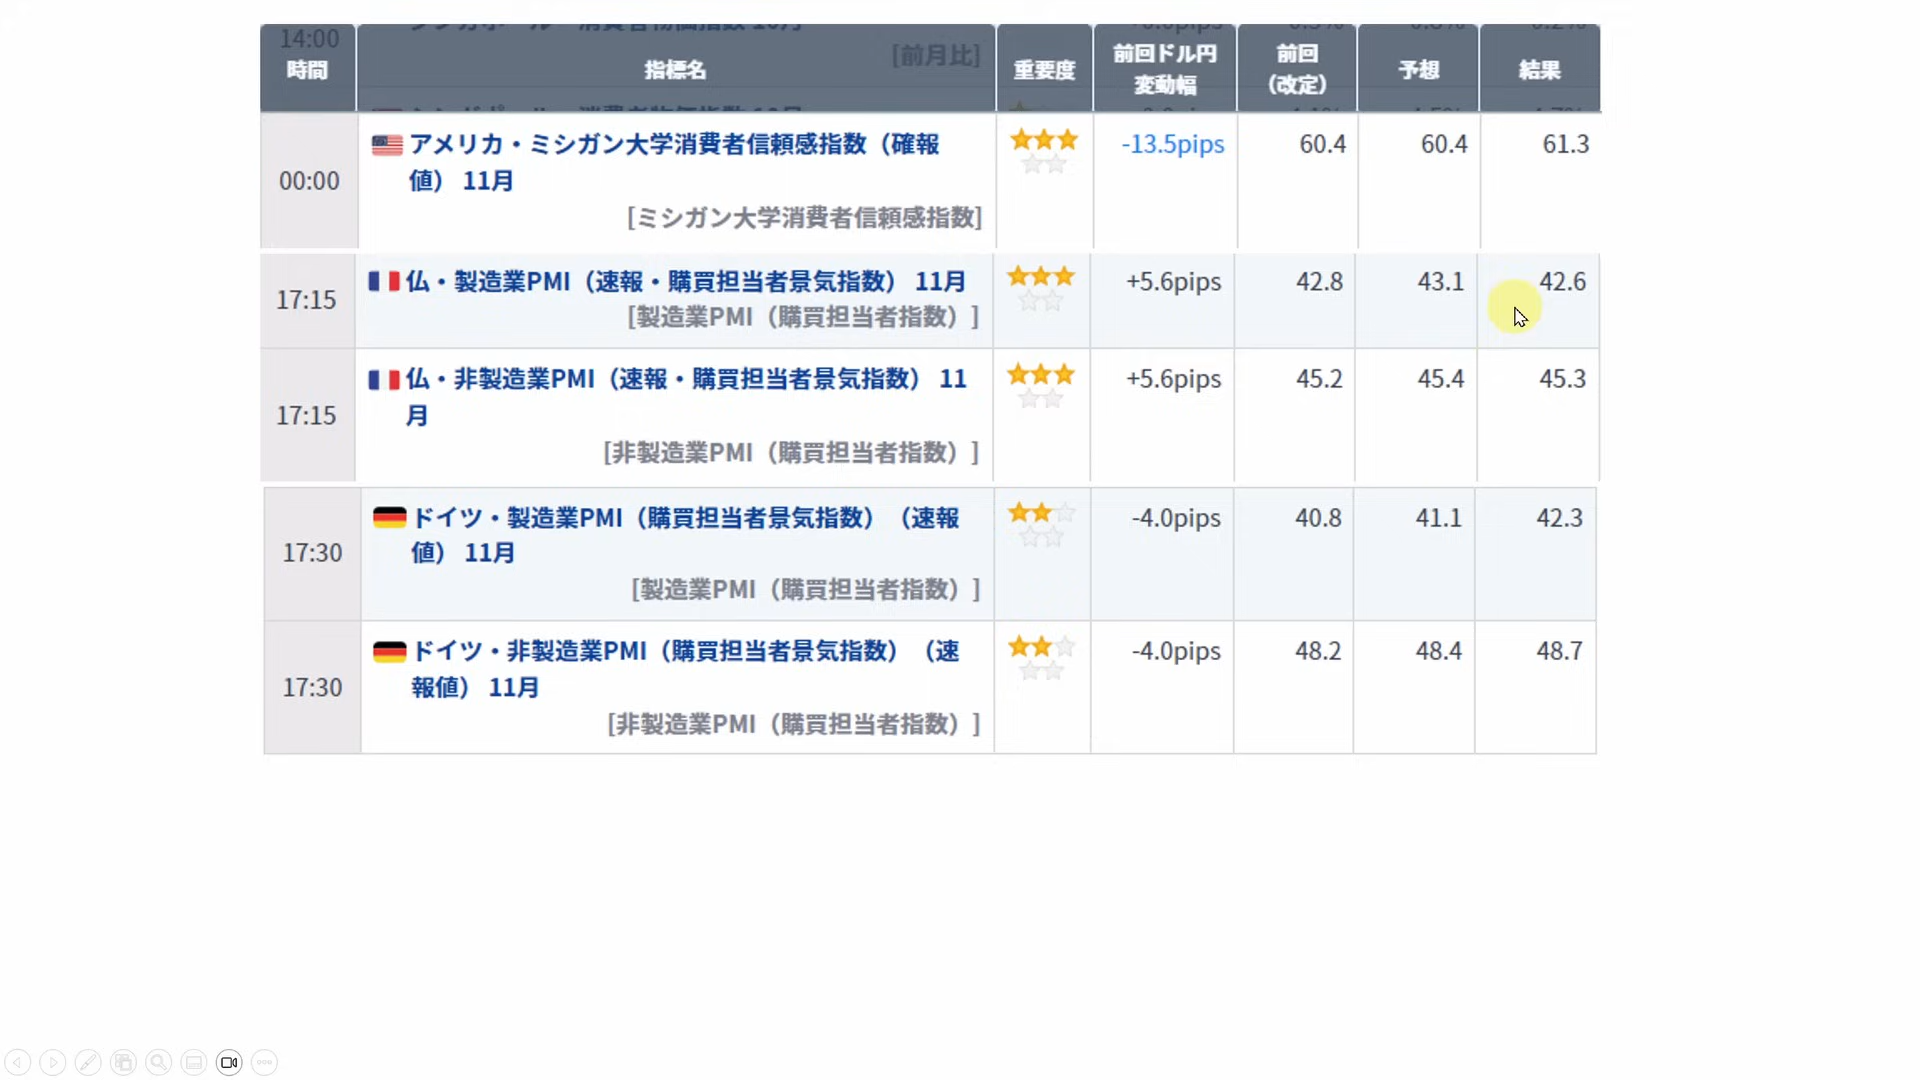 14:00
[前月比]
時間 指標名 重要度 前回ドル円 変動幅 前回 (改定) 予想 結果
アメリカ・ミシガン大学消費者信頼感指数（確報 -13.5pips 60.4 60.4 61.3
00:00 値） 11月
[ミシガン大学消費者信頼感指数]
仏・製造業PMI（速報・購買担当者景気指数） 11月 +5.6pips 42.8 43.1 42.6
17:15 [製造業PMI（購買担当者指数）]
仏・非製造業PMI（速報・購買担当者景気指数） 11 +5.6pips 45.2 45.4 45.3
17:15 月
[非製造業PMI（購買担当者指数）]
ドイツ・製造業PMI（購買担当者景気指数）（速報 -4.0pips 40.8 41.1 42.3
17:30 値） 11月
[製造業PMI（購買担当者指数）]
ドイツ・非製造業PMI（購買担当者景気指数）（速 -4.0pips 48.2 48.4 48.7
17:30 報値） 11月
[非製造業PMI（購買担当者指数）]